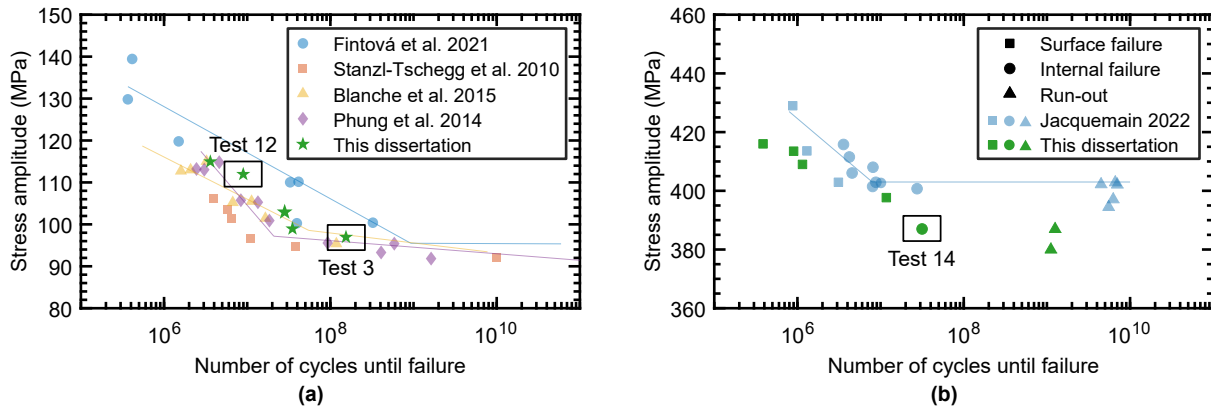 150
140
130
120
110
100
90
80
Stress amplitude (MPa)
Fintová et al. 2021
Stanzl-Tschegg et al. 2010
Blanche et al. 2015
Phung et al. 2014
This dissertation
Test 12
Test 3
10^6
10^8
10^10
Number of cycles until failure
(a)
460
440
420
400
380
360
Stress amplitude (MPa)
Surface failure
Internal failure
Run-out
Jacquemain 2022
This dissertation
Test 14
10^6
10^8
10^10
Number of cycles until failure
(b)